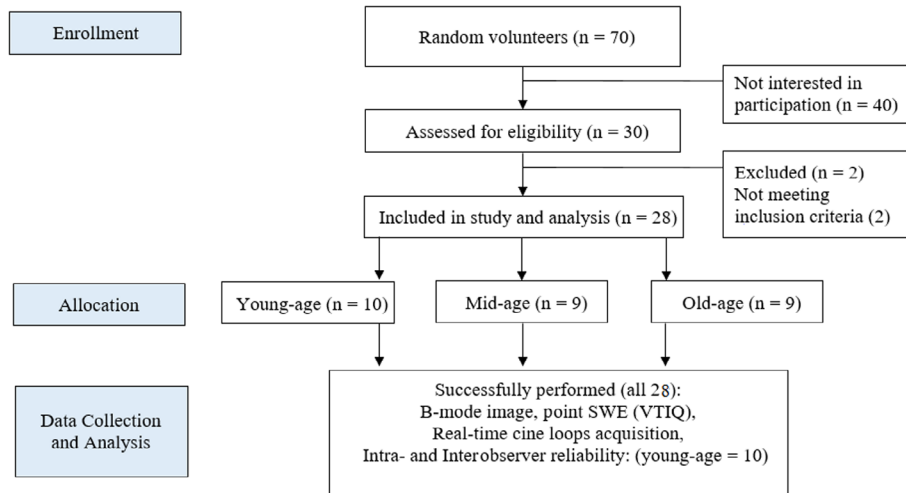 Enrollment
Random volunteers (n = 70)
Not interested in
participation (n = 40)
Assessed for eligibility (n = 30)
Excluded (n = 2)
Not meeting
inclusion criteria (2)
Included in study and analysis (n = 28)
Allocation
Young-age (n = 10)
Mid-age (n = 9)
Old-age (n = 9)
Data Collection
and Analysis
Successfully performed (all 28):
B-mode image, point SWE (VTIQ),
Real-time cine loops acquisition,
Intra- and Interobserver reliability: (young-age = 10)